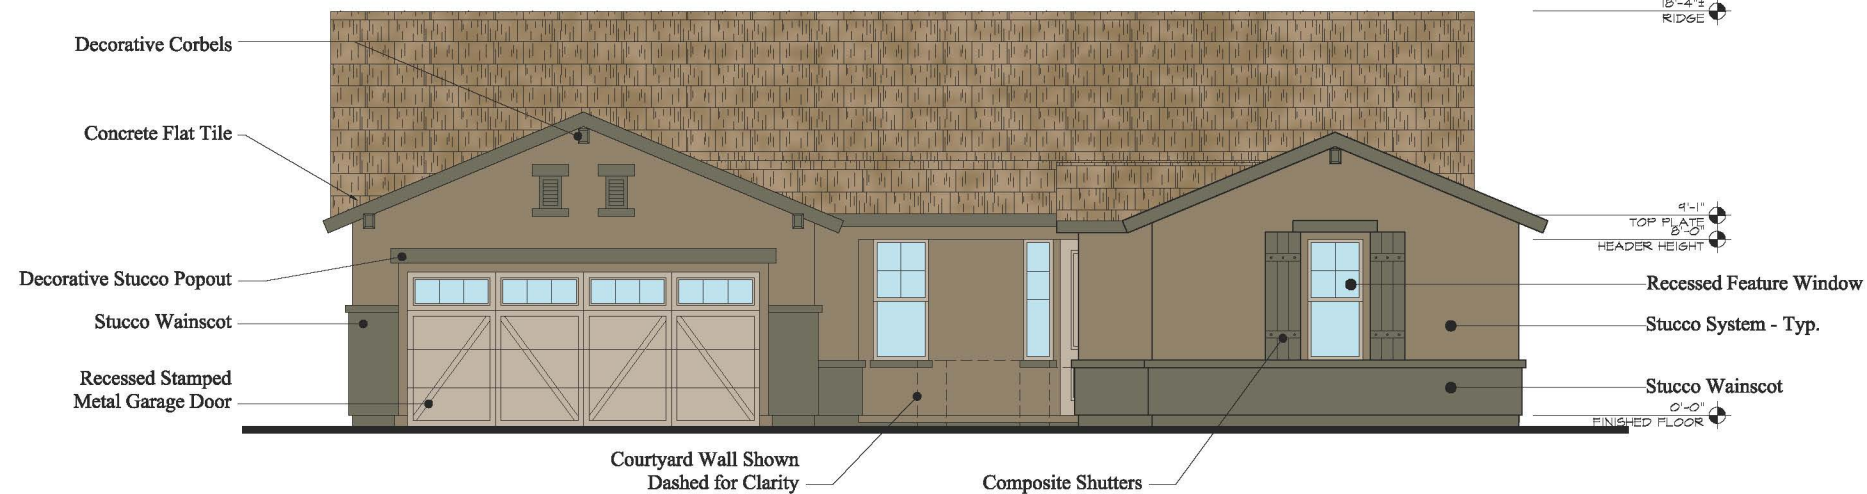 18'-4"±
RIDGE
Decorative Corbels
Concrete Flat Tile
9'-1"
TOP PLATE
8'-0"
HEADER HEIGHT
Decorative Stucco Popout
Recessed Feature Window
Stucco Wainscot
Stucco System - Typ.
Recessed Stamped
Metal Garage Door
Stucco Wainscot
0'-0"
FINISHED FLOOR
Courtyard Wall Shown
Dashed for Clarity
Composite Shutters